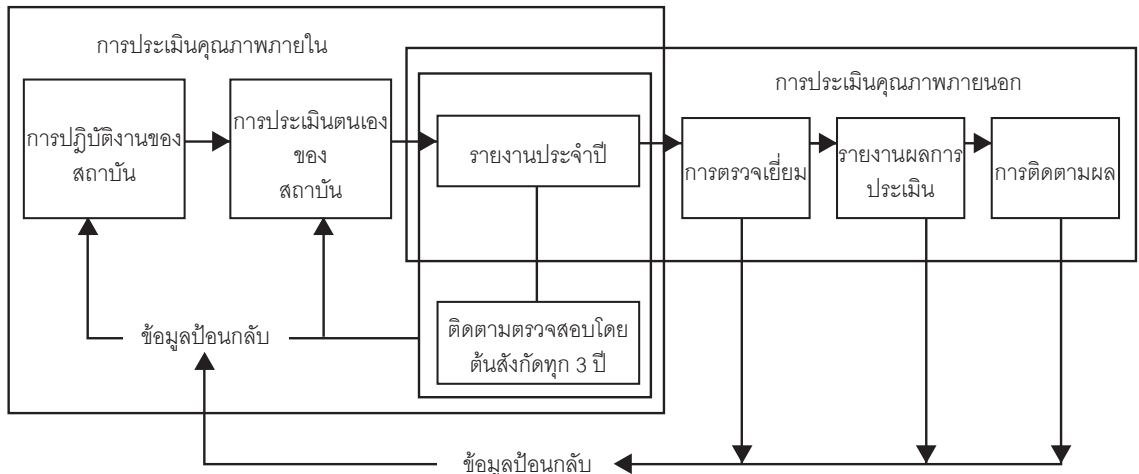 การประเมินคุณภาพภายใน
การประเมินคุณภาพภายนอก
การปฏิบัติงานของ
สถาบัน
การประเมินตนเอง
ของ
สถาบัน
รายงานประจำปี
การตรวจเยี่ยม
รายงานผลการ
ประเมิน
การติดตามผล
ข้อมูลป้อนกลับ
ติดตามตรวจสอบโดย
ต้นสังกัดทุก 3 ปี
ข้อมูลป้อนกลับ